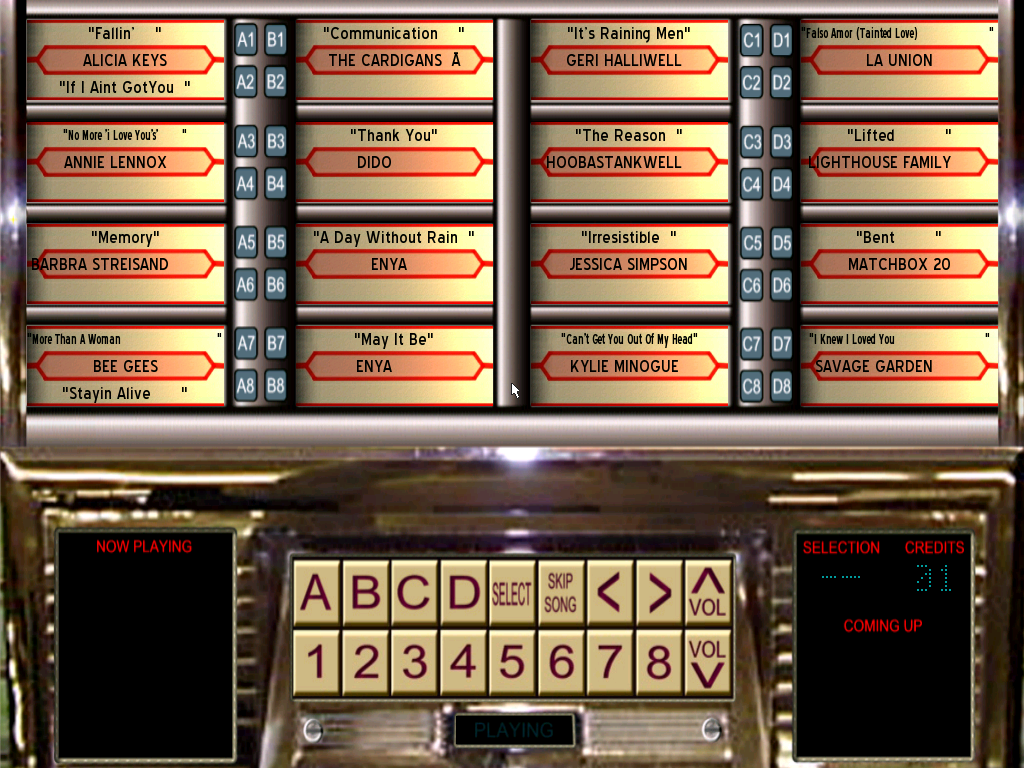 "Fallin'    "
ALICIA KEYS
"If I Aint GotYou  "
A1 B1
A2 B2
"Communication    "
THE CARDIGANS  Ă
"It's Raining Men"
GERI HALLIWELL
C1 D1
C2 D2
"Falso Amor (Tainted Love)    "
LA UNION
"No More 'i Love You's'    "
ANNIE LENNOX
A3 B3
A4 B4
"Thank You"
DIDO
"The Reason  "
HOOBASTANKWELL
C3 D3
C4 D4
"Lifted    "
LIGHTHOUSE FAMILY
"Memory"
BARBRA STREISAND
A5 B5
A6 B6
"A Day Without Rain  "
ENYA
"Irresistible  "
JESSICA SIMPSON
C5 D5
C6 D6
"Bent    "
MATCHBOX 20
"More Than A Woman    "
BEE GEES
"Stayin Alive    "
A7 B7
A8 B8
"May It Be"
ENYA
"Can't Get You Out Of My Head"
KYLIE MINOGUE
C7 D7
C8 D8
"I Knew I Loved You    "
SAVAGE GARDEN
NOW PLAYING
A B C D SELECT SKIP SONG < > VOL
1 2 3 4 5 6 7 8 VOL
PLAYING
SELECTION CREDITS
-- 21
COMING UP